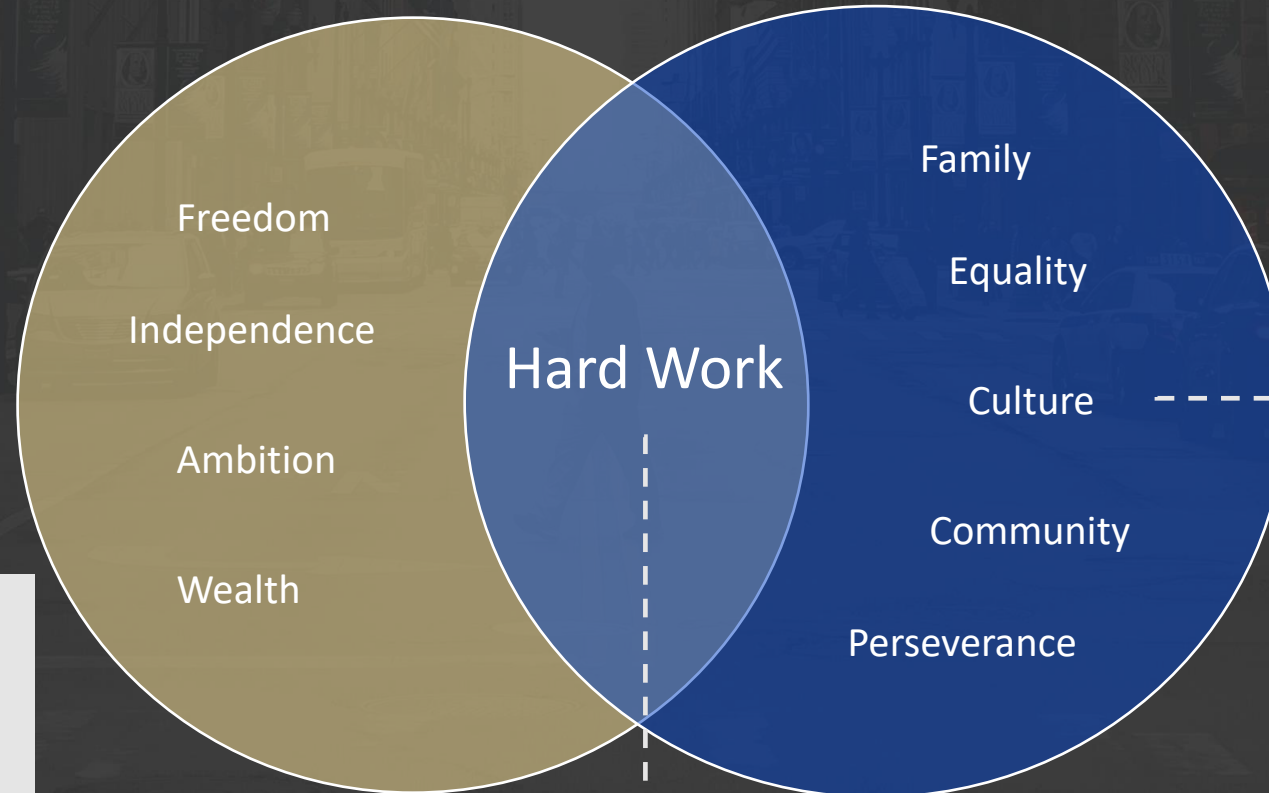 Freedom
Independence
Ambition
Wealth
Hard Work
Family
Equality
Culture
Community
Perseverance